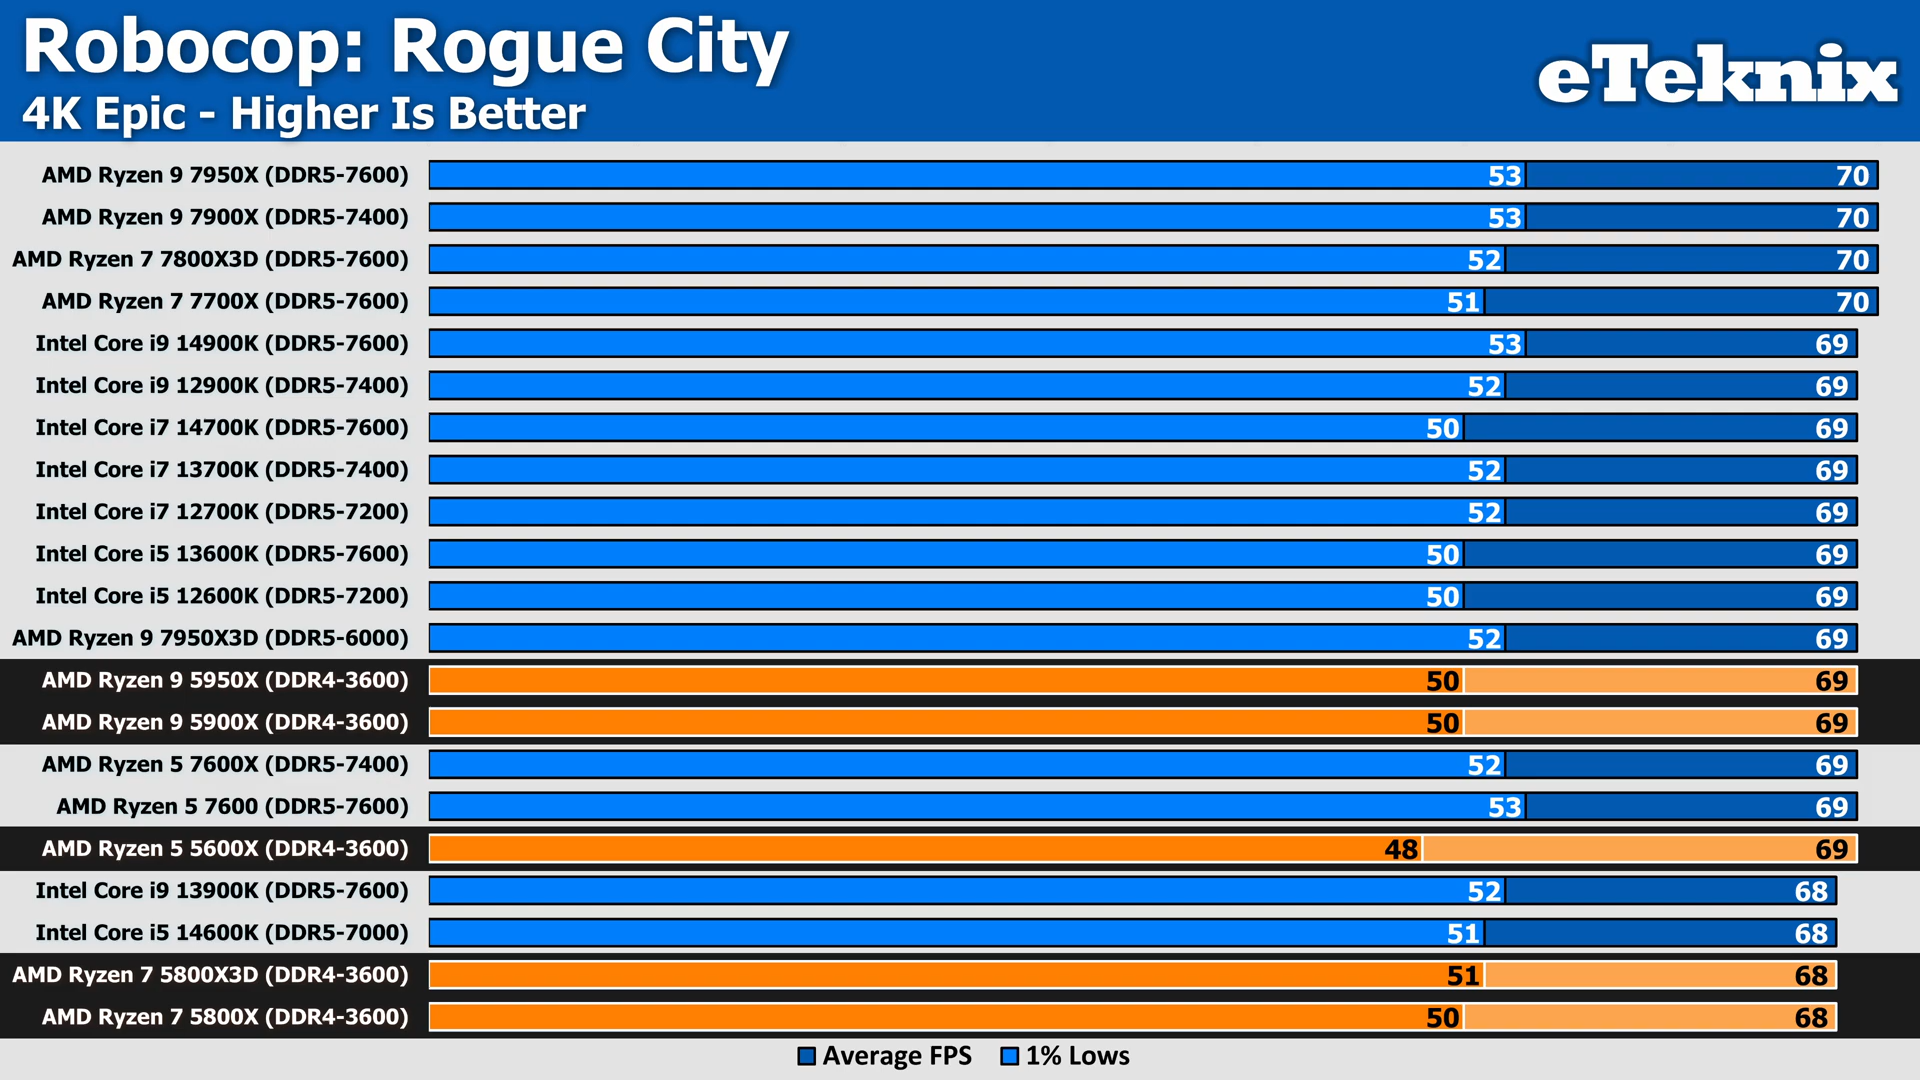 Robocop: Rogue City
eTeknix
4K Epic - Higher Is Better
AMD Ryzen 9 7950X (DDR5-7600) 53 70
AMD Ryzen 9 7900X (DDR5-7400) 53 70
AMD Ryzen 7 7800X3D (DDR5-7600) 52 70
AMD Ryzen 7 7700X (DDR5-7600) 51 70
Intel Core i9 14900K (DDR5-7600) 53 69
Intel Core i9 12900K (DDR5-7400) 52 69
Intel Core i7 14700K (DDR5-7600) 50 69
Intel Core i7 13700K (DDR5-7400) 52 69
Intel Core i7 12700K (DDR5-7200) 52 69
Intel Core i5 13600K (DDR5-7600) 50 69
Intel Core i5 12600K (DDR5-7200) 50 69
AMD Ryzen 9 7950X3D (DDR5-6000) 52 69
AMD Ryzen 9 5950X (DDR4-3600) 50 69
AMD Ryzen 9 5900X (DDR4-3600) 50 69
AMD Ryzen 5 7600X (DDR5-7400) 52 69
AMD Ryzen 5 7600 (DDR5-7600) 53 69
AMD Ryzen 5 5600X (DDR4-3600) 48 69
Intel Core i9 13900K (DDR5-7600) 52 68
Intel Core i5 14600K (DDR5-7000) 51 68
AMD Ryzen 7 5800X3D (DDR4-3600) 51 68
AMD Ryzen 7 5800X (DDR4-3600) 50 68
Average FPS 1% Lows